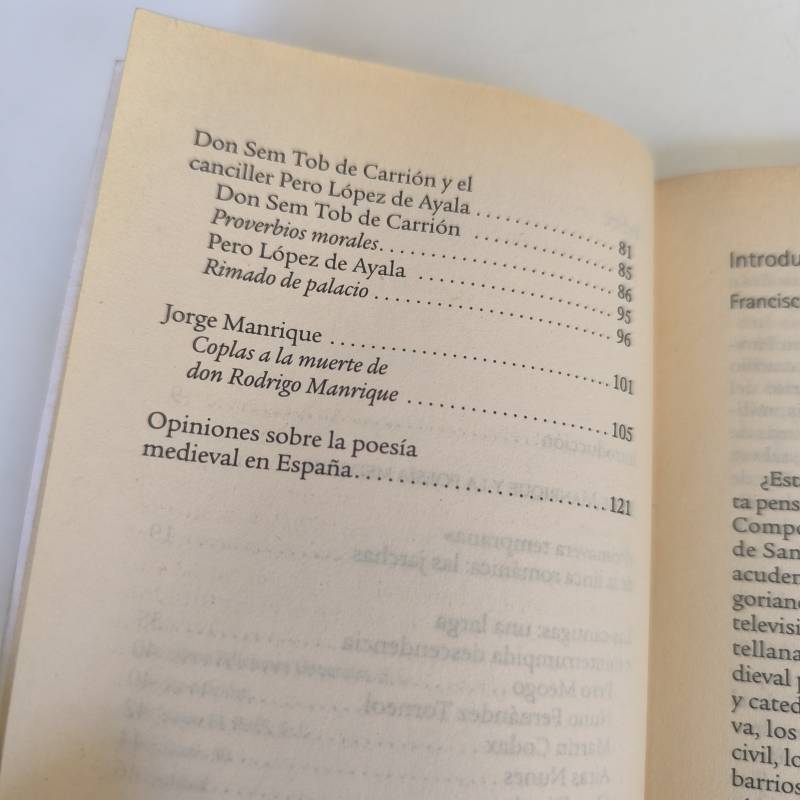 Don Sem Tob de Carrión y el
canciller Pero López de Ayala . . . . . . . . . . . . . . . 81
Don Sem Tob de Carrión . . . . . . . . . . . . . . . 85
Proverbios morales. . . . . . . . . . . . . . . . . . . . . . . 86
Pero López de Ayala . . . . . . . . . . . . . . . . . . . . 95
Rimado de palacio . . . . . . . . . . . . . . . . . . . . . . . 96
Jorge Manrique . . . . . . . . . . . . . . . . . . . . . . . . . . 101
Coplas a la muerte de
don Rodrigo Manrique . . . . . . . . . . . . . . . . . . . 105
Opiniones sobre la poesía
medieval en España. . . . . . . . . . . . . . . . . . . . . . . 121
Introdu
Francisc
¿Est
ta pens
Compo
de San
acuden
gorian
televisi
tellana
dieval p
y cated
va, los
civil, lo
barrios